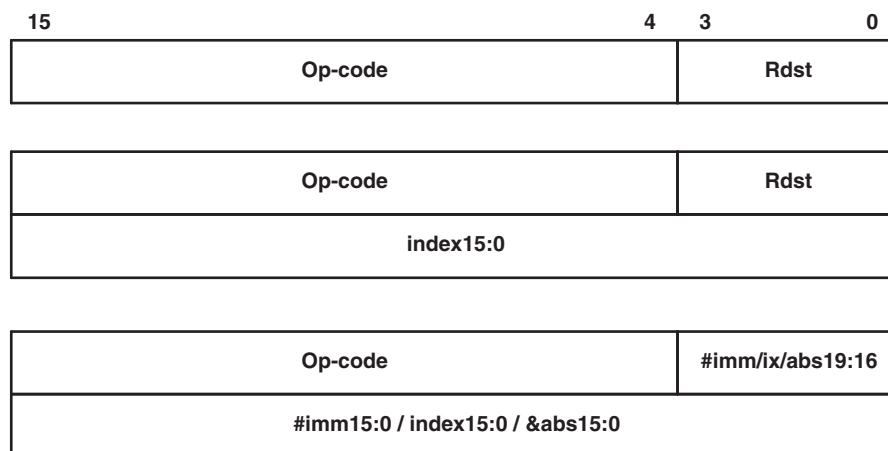 15 4 3 0
Op-code Rdst
Op-code Rdst
index15:0
Op-code #imm/ix/abs19:16
#imm15:0 / index15:0 / &abs15:0